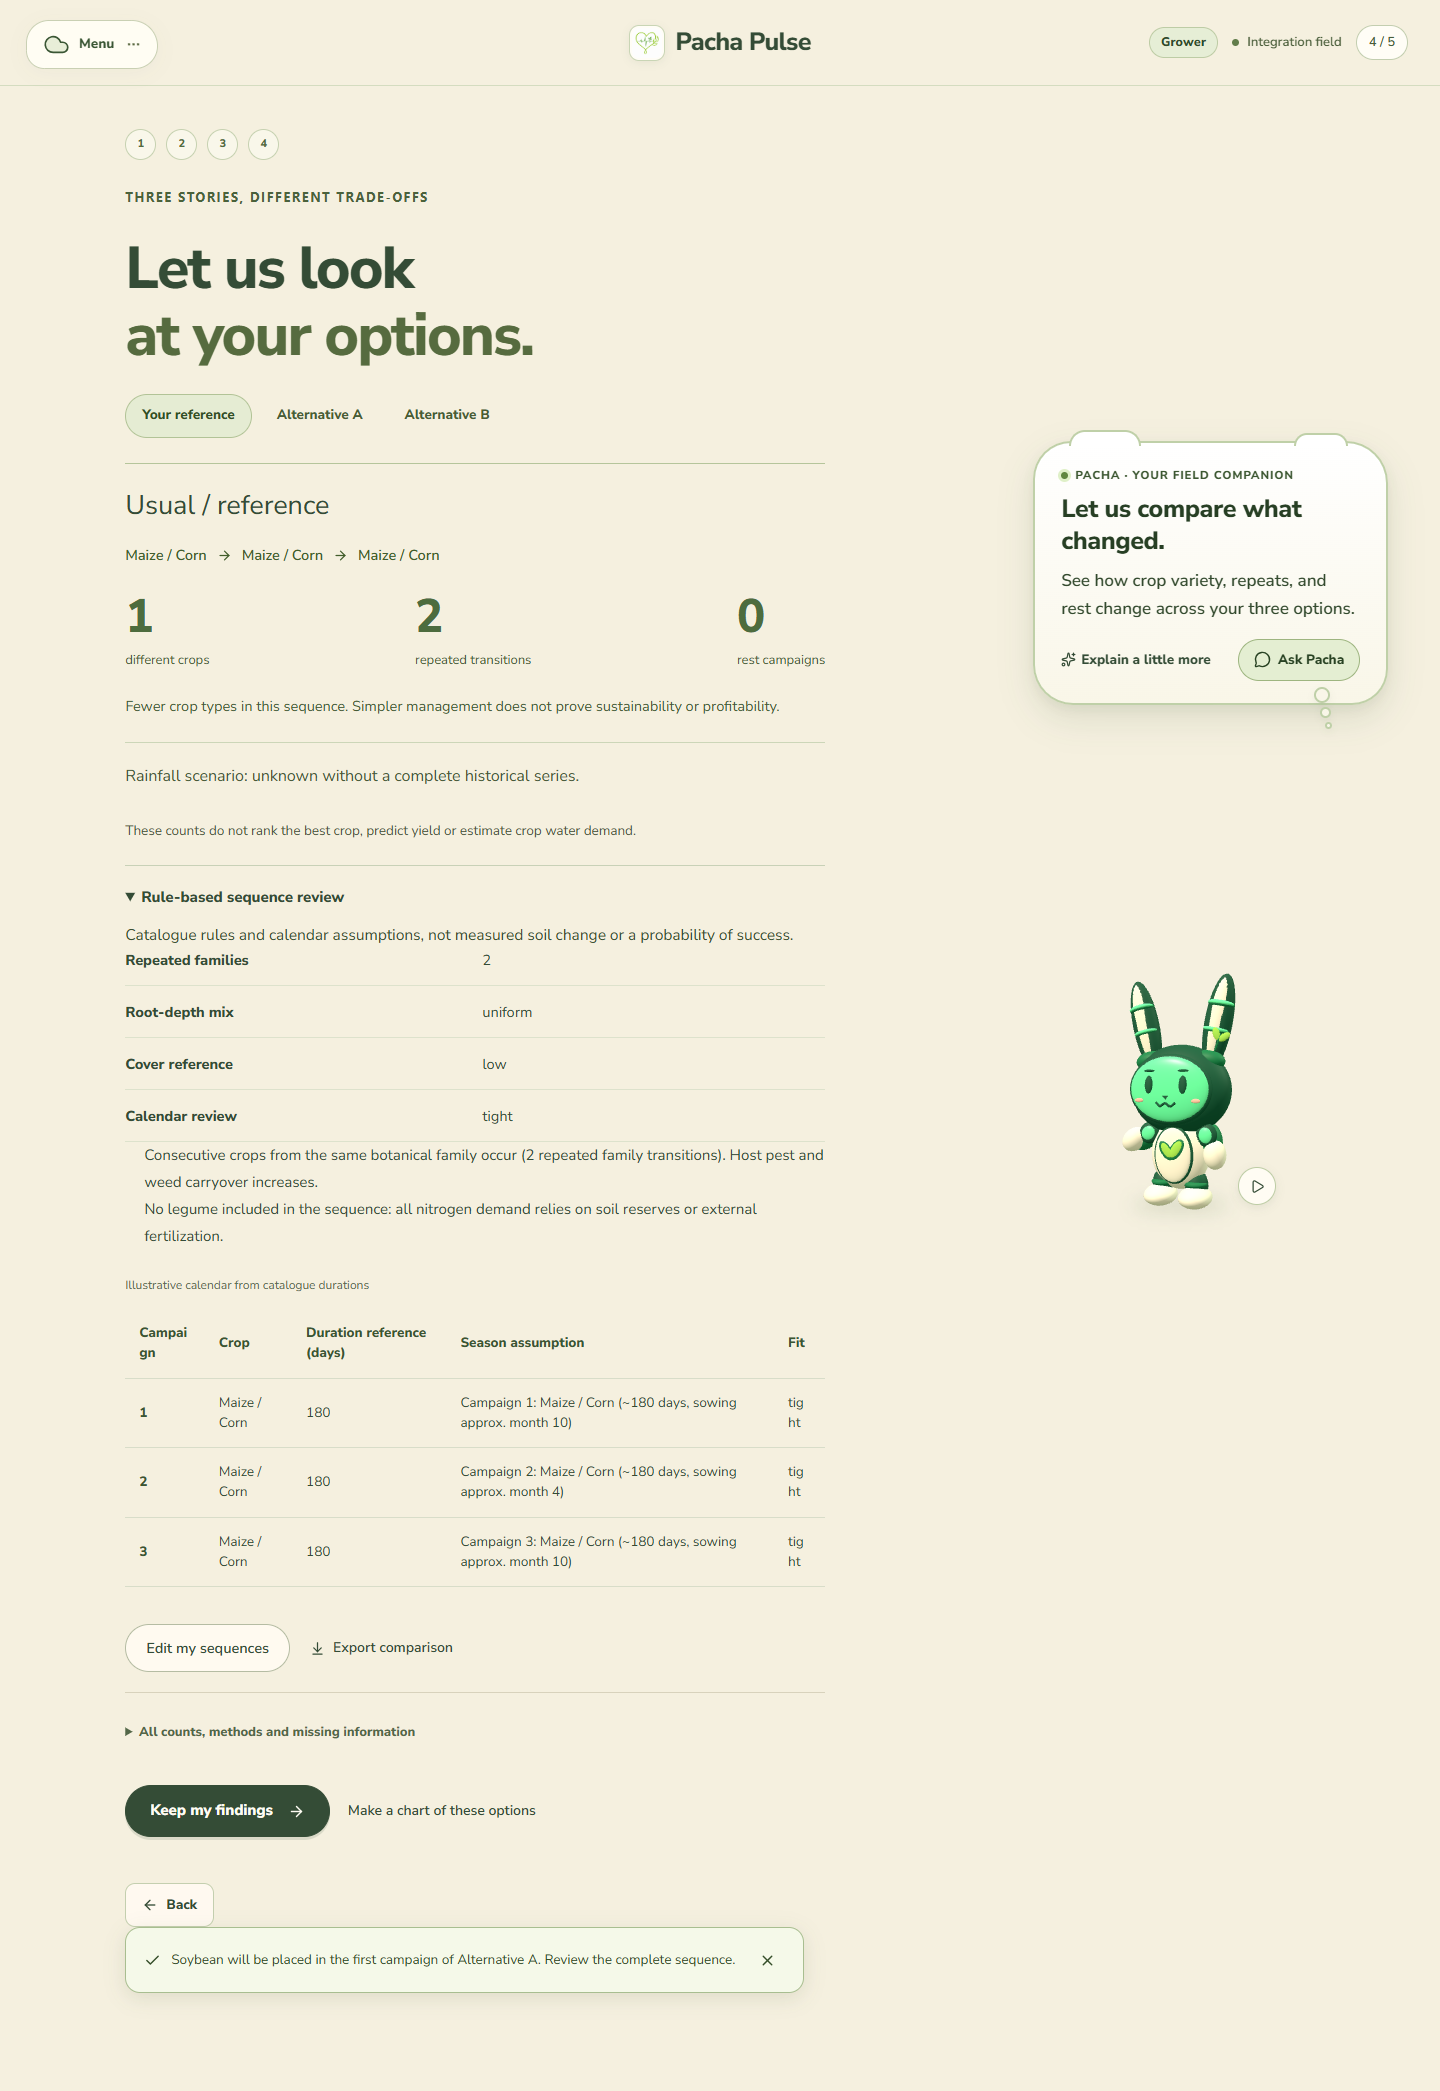 Menu ...
Pacha Pulse
Grower
Integration field
4 / 5
1 2 3 4
THREE STORIES, DIFFERENT TRADE-OFFS
Let us look
at your options.
Your reference Alternative A Alternative B
Usual / reference
Maize / Corn → Maize / Corn → Maize / Corn
1 2 0
different crops repeated transitions rest campaigns
Fewer crop types in this sequence. Simpler management does not prove sustainability or profitability.
Rainfall scenario: unknown without a complete historical series.
These counts do not rank the best crop, predict yield or estimate crop water demand.
Rule-based sequence review
Catalogue rules and calendar assumptions, not measured soil change or a probability of success.
Repeated families 2
Root-depth mix uniform
Cover reference low
Calendar review tight
Consecutive crops from the same botanical family occur (2 repeated family transitions). Host pest and
weed carryover increases.
No legume included in the sequence: all nitrogen demand relies on soil reserves or external
fertilization.
Illustrative calendar from catalogue durations
Campai
gn
Crop
Duration reference
(days)
Season assumption
Fit
1
Maize /
Corn
180
Campaign 1: Maize / Corn (~180 days, sowing
approx. month 10)
tig
ht
2
Maize /
Corn
180
Campaign 2: Maize / Corn (~180 days, sowing
approx. month 4)
tig
ht
3
Maize /
Corn
180
Campaign 3: Maize / Corn (~180 days, sowing
approx. month 10)
tig
ht
Edit my sequences Export comparison
All counts, methods and missing information
Keep my findings → Make a chart of these options
← Back
Soybean will be placed in the first campaign of Alternative A. Review the complete sequence.
PACHA · YOUR FIELD COMPANION
Let us compare what
changed.
See how crop variety, repeats, and
rest change across your three options.
Explain a little more Ask Pacha